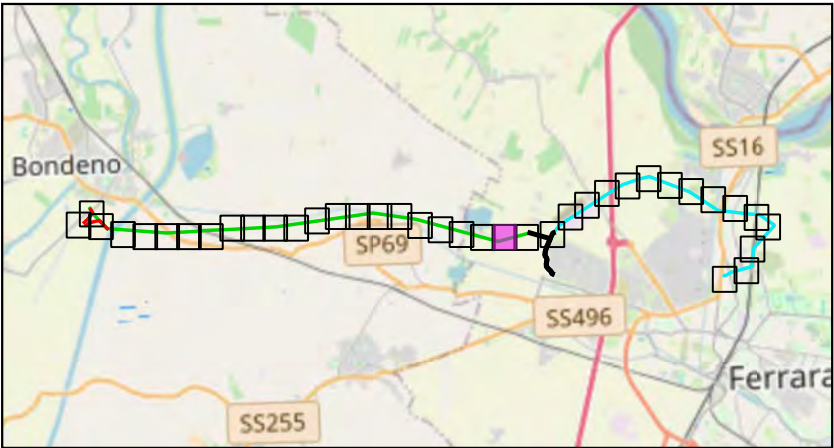 SS16
Bondeno
SP69
SS496
Ferrara
SS255